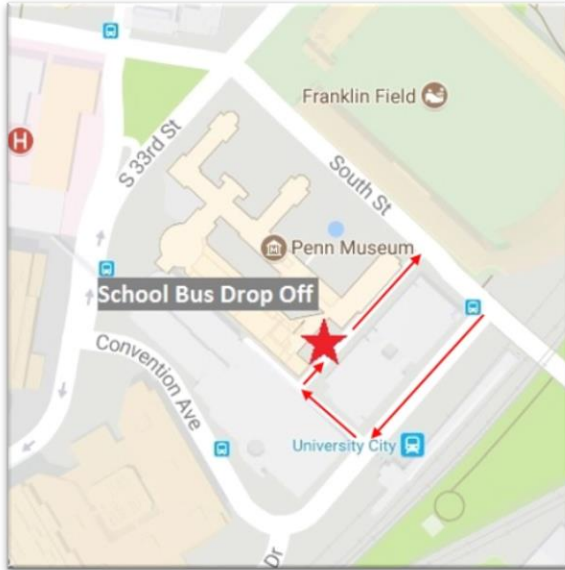 Franklin Field
H
S 33rd St
South St
Penn Museum
School Bus Drop Off
Convention Ave
University City
Dr